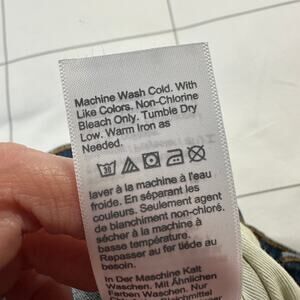 Machine Wash Cold. With
Like Colors. Non-Chlorine
Bleach Only. Tumble Dry
Low. Warm Iron as
Needed.
30
laver à la machine à l'eau
froide. En séparant les
couleurs. Seulement agent
de blanchiment non-chloré.
sécher à la machine à
basse température.
Repasser au fer tiède au
besoin.
In Der Maschine Kalt
Waschen. Mit Ähnlichen
Farben Waschen. Nur
Bleichmittel